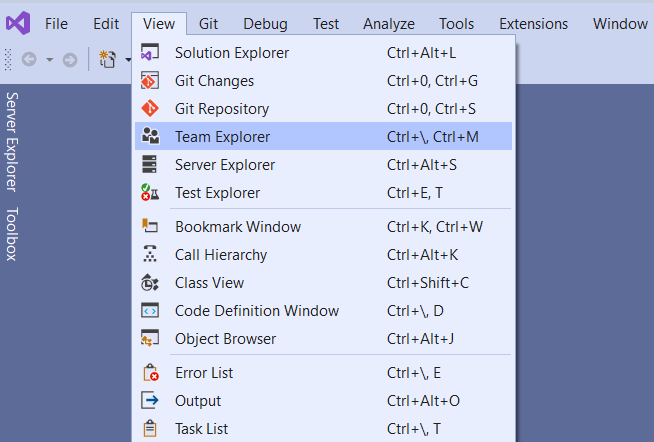 File Edit View Git Debug Test Analyze Tools Extensions Window
Server Explorer
Toolbox
Solution Explorer Ctrl+Alt+L
Git Changes Ctrl+0, Ctrl+G
Git Repository Ctrl+0, Ctrl+S
Team Explorer Ctrl+\, Ctrl+M
Server Explorer Ctrl+Alt+S
Test Explorer Ctrl+E, T
Bookmark Window Ctrl+K, Ctrl+W
Call Hierarchy Ctrl+Alt+K
Class View Ctrl+Shift+C
Code Definition Window Ctrl+\, D
Object Browser Ctrl+Alt+J
Error List Ctrl+\, E
Output Ctrl+Alt+O
Task List Ctrl+\, T